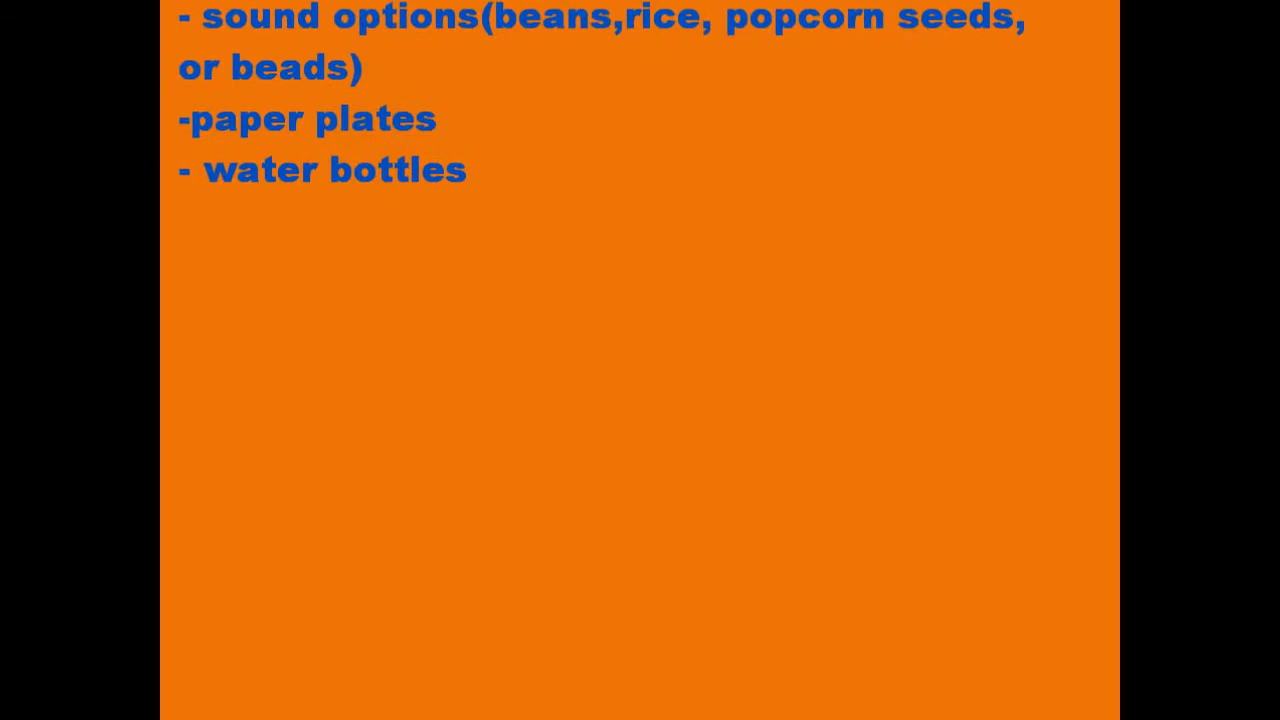 - sound options(beans,rice, popcorn seeds,
or beads)
-paper plates
- water bottles